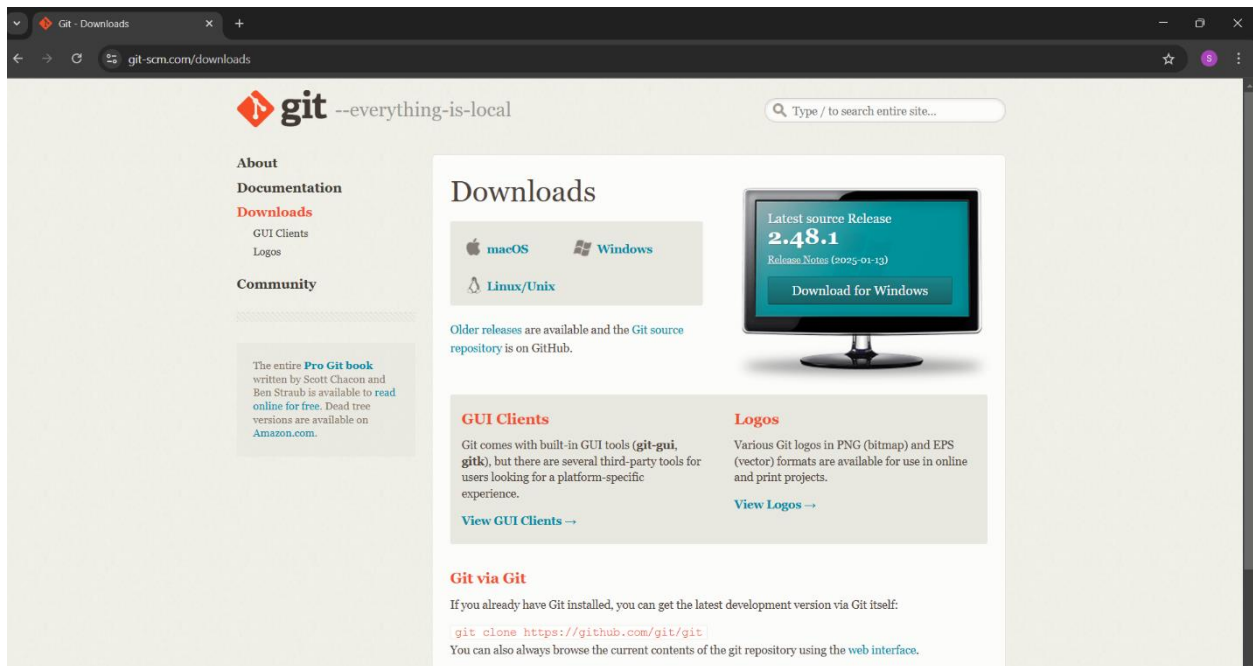 Git - Downloads
git-scm.com/downloads
S
git --everything-is-local
Type / to search entire site...
About
Documentation
Downloads
GUI Clients
Logos
Community
The entire Pro Git book
written by Scott Chacon and
Ben Straub is available to read
online for free. Dead tree
versions are available on
Amazon.com.
Downloads
macOS
Windows
Linux/Unix
Older releases are available and the Git source
repository is on GitHub.
Latest source Release
2.48.1
Release Notes (2025-01-13)
Download for Windows
GUI Clients
Git comes with built-in GUI tools (git-gui,
gitk), but there are several third-party tools for
users looking for a platform-specific
experience.
View GUI Clients →
Logos
Various Git logos in PNG (bitmap) and EPS
(vector) formats are available for use in online
and print projects.
View Logos →
Git via Git
If you already have Git installed, you can get the latest development version via Git itself:
git clone https://github.com/git/git
You can also always browse the current contents of the git repository using the web interface.